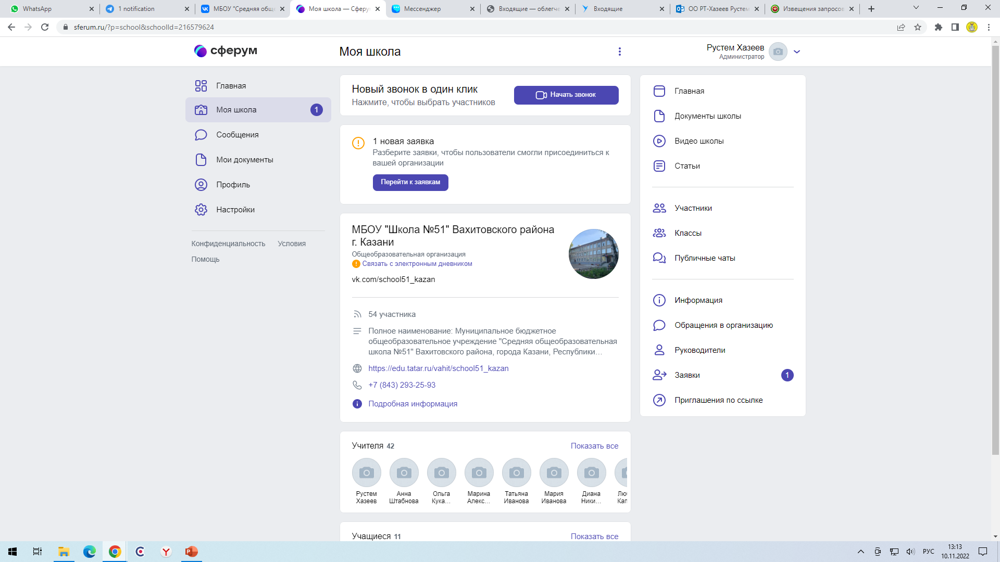 WhatsApp
1 notification
МБОУ "Средняя общ
Моя школа — Сферу
Мессенджер
Входящие — облегче
Входящие
ОО РТ-Хазеев Рустем
Извещения запросов
sferum.ru/?p=school&schoolId=216579624
сферум
Моя школа
Рустем Хазеев
Администратор
Главная
Моя школа
1
Сообщения
Мои документы
Профиль
Настройки
Конфиденциальность
Условия
Помощь
Новый звонок в один клик
Нажмите, чтобы выбрать участников
Начать звонок
1 новая заявка
Разберите заявки, чтобы пользователи смогли присоединиться к
вашей организации
Перейти к заявкам
МБОУ "Школа №51" Вахитовского района
г. Казани
Общеобразовательная организация
Связать с электронным дневником
vk.com/school51_kazan
54 участника
Полное наименование: Муниципальное бюджетное
общеобразовательное учреждение "Средняя общеобразовательная
школа №51" Вахитовского района, города Казани, Республики…
https://edu.tatar.ru/vahit/school51_kazan
+7 (843) 293-25-93
Подробная информация
Учителя 42
Показать все
Рустем
Хазеев
Анна
Штабнова
Ольга
Кука…
Марина
Алекс…
Татьяна
Иванова
Мария
Иванова
Диана
Ники…
Лю
Кап
Учащиеся 11
Показать все
Главная
Документы школы
Видео школы
Статьи
Участники
Классы
Публичные чаты
Информация
Обращения в организацию
Руководители
Заявки
1
Приглашения по ссылке
РУС
13:13
10.11.2022